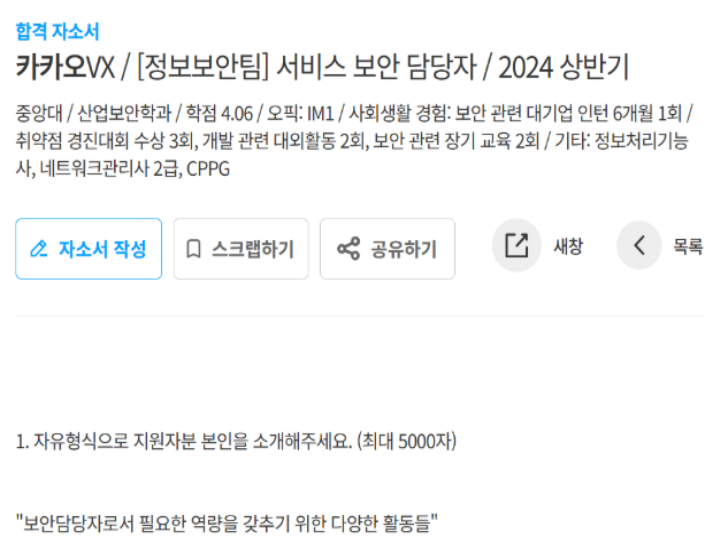 합격 자소서
카카오VX / [정보보안팀] 서비스 보안 담당자 / 2024 상반기
중앙대 / 산업보안학과 / 학점 4.06 / 오픽: IM1 / 사회생활 경험: 보안 관련 대기업 인턴 6개월 1회 /
취약점 경진대회 수상 3회, 개발 관련 대외활동 2회, 보안 관련 장기 교육 2회 / 기타: 정보처리기능
사, 네트워크관리사 2급, CPPG
자소서 작성 스크랩하기 공유하기 새창 목록
1. 자유형식으로 지원자분 본인을 소개해주세요. (최대 5000자)
"보안담당자로서 필요한 역량을 갖추기 위한 다양한 활동들"